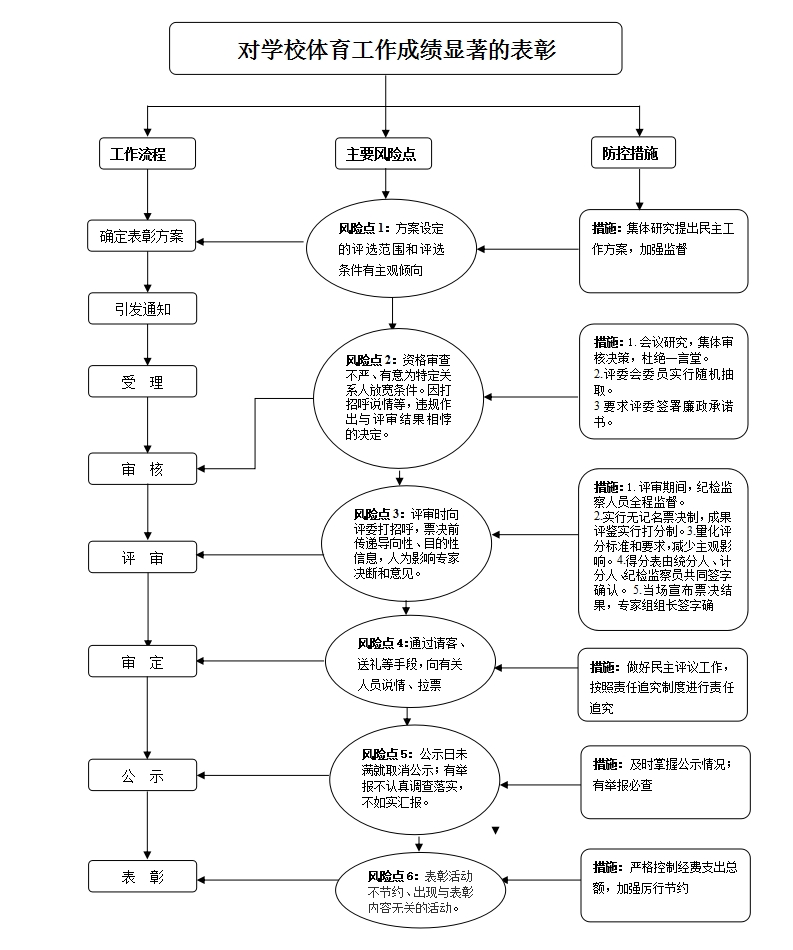 对学校体育工作成绩显著的表彰
工作流程
主要风险点
防控措施
确定表彰方案
风险点 1：方案设定
的评选范围和评选
条件有主观倾向
措施：集体研究提出民主工
作方案，加强监督
引发通知
受 理
风险点 2：资格审查
不严、有意为特定关
系人放宽条件。因打
招呼说情等，违规作
出与评审结果相悖
的决定。
措施：1.会议研究，集体审
核决策，杜绝一言堂。
2.评委会委员实行随机抽
取。
3 要求评委签署廉政承诺
书。
审 核
风险点 3：评审时向
评委打招呼，票决前
传递导向性、目的性
信息，人为影响专家
决断和意见。
措施：1. 评审期间，纪检监
察人员全程监督。
2.实行无记名票决制，成果
评鉴实行打分制。3.量化评
分标准和要求，减少主观影
响。4.得分表由统分人、计
分人、纪检监察员共同签字
确认。5.当场宣布票决结
果，专家组组长签字确
评 审
审 定
风险点 4：通过请客、
送礼等手段，向有关
人员说情、拉票
措施：做好民主评议工作，
按照责任追究制度进行责任
追究
公 示
风险点 5：公示日未
满就取消公示；有举
报不认真调查落实，
不如实汇报。
措施：及时掌握公示情况；
有举报必查
表 彰
风险点 6：表彰活动
不节约、出现与表彰
内容无关的活动。
措施：严格控制经费支出总
额，加强厉行节约